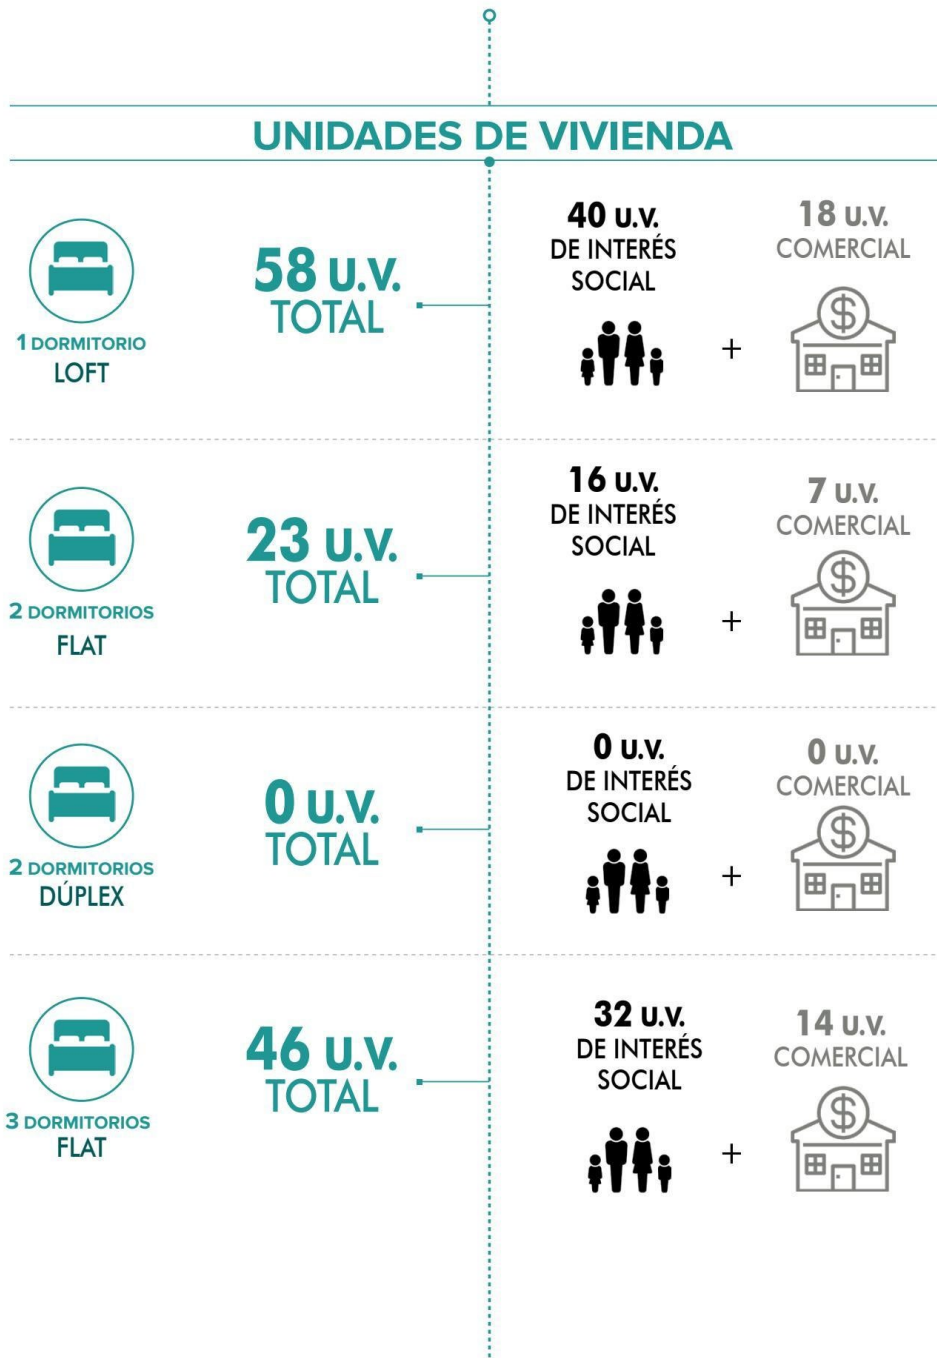 UNIDADES DE VIVIENDA
1 DORMITORIO
LOFT
58 U.V.
TOTAL
40 U.V.
DE INTERÉS
SOCIAL
+
18 U.V.
COMERCIAL
$
2 DORMITORIOS
FLAT
23 U.V.
TOTAL
16 U.V.
DE INTERÉS
SOCIAL
+
7 U.V.
COMERCIAL
$
2 DORMITORIOS
DÚPLEX
0 U.V.
TOTAL
0 U.V.
DE INTERÉS
SOCIAL
+
0 U.V.
COMERCIAL
$
3 DORMITORIOS
FLAT
46 U.V.
TOTAL
32 U.V.
DE INTERÉS
SOCIAL
+
14 U.V.
COMERCIAL
$